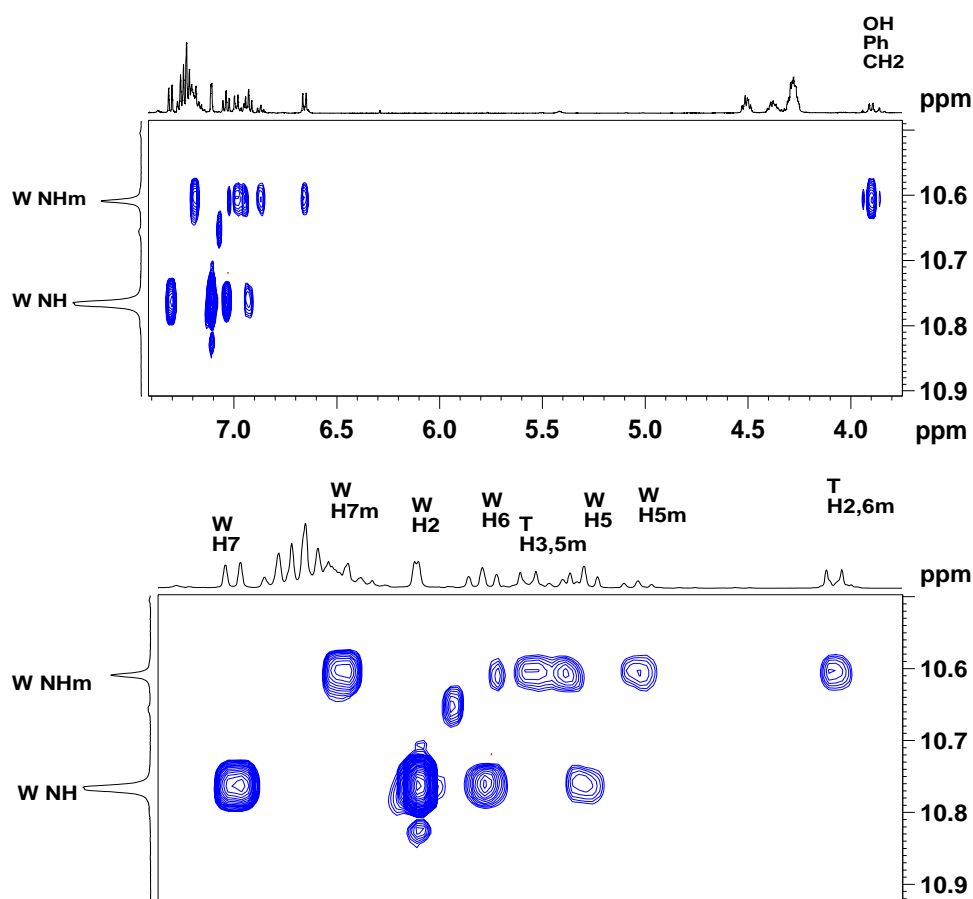 OH
Ph
CH2
ppm
W NHm
10.6
10.7
W NH
10.8
10.9
7.0 6.5 6.0 5.5 5.0 4.5 4.0 ppm
W
H7
W
H7m
W
H2
W
H6
T
H3,5m
W
H5
W
H5m
T
H2,6m
ppm
W NHm
10.6
10.7
W NH
10.8
10.9